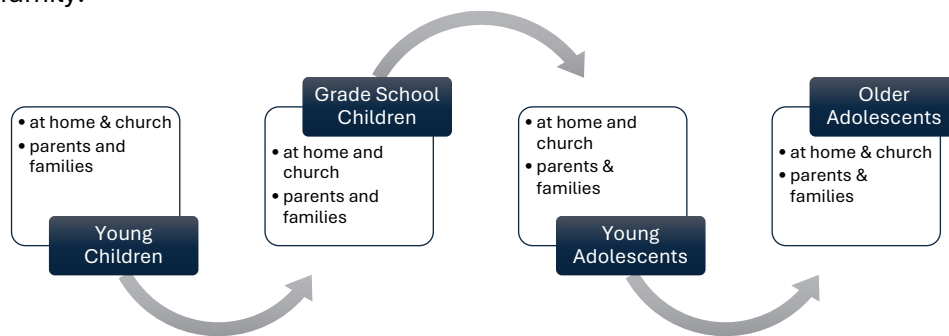 family.
• at home & church
• parents and
families
Young
Children
Grade School
Children
• at home and
church
• parents and
families
• at home and
church
• parents &
families
Young
Adolescents
Older
Adolescents
• at home & church
• parents &
families